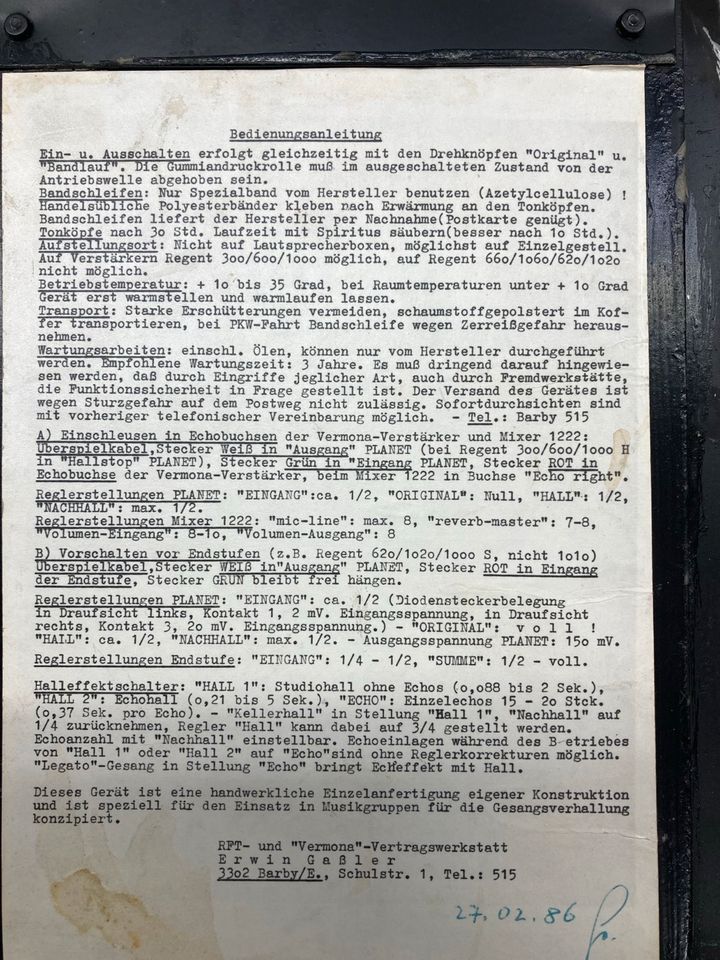 Bedienungsanleitung
Ein- u. Ausschalten erfolgt gleichzeitig mit den Drehknöpfen "Original" u.
"Bandlauf". Die Gummiandruckrolle muß im ausgeschalteten Zustand von der
Antriebswelle abgehoben sein.
Bandschleifen: Nur Spezialband vom Hersteller benutzen (Azetylcellulose) !
Handelsübliche Polyesterbänder kleben nach Erwärmung an den Tonköpfen.
Bandschleifen liefert der Hersteller per Nachnahme(Postkarte genügt).
Tonköpfe nach 3o Std. Laufzeit mit Spiritus säubern(besser nach 1o Std.).
Aufstellungsort: Nicht auf Lautsprecherboxen, möglichst auf Einzelgestell.
Auf Verstärkern Regent 3oo/6oo/1ooo möglich, auf Regent 66o/1o6o/62o/1o2o
nicht möglich.
Betriebstemperatur: + 1o bis 35 Grad, bei Raumtemperaturen unter + 1o Grad
Gerät erst warmstellen und warmlaufen lassen.
Transport: Starke Erschütterungen vermeiden, schaumstoffgepolstert im Kof-
fer transportieren, bei PKW-Fahrt Bandschleife wegen Zerreißgefahr heraus-
nehmen.
Wartungsarbeiten: einschl. Ölen, können nur vom Hersteller durchgeführt
werden. Empfohlene Wartungszeit: 3 Jahre. Es muß dringend darauf hingewie-
sen werden, daß durch Eingriffe jeglicher Art, auch durch Fremdwerkstätte,
die Funktionssicherheit in Frage gestellt ist. Der Versand des Gerätes ist
wegen Sturzgefahr auf dem Postweg nicht zulässig. Sofortdurchsichten sind
mit vorheriger telefonischer Vereinbarung möglich. - Tel.: Barby 515
A) Einschleusen in Echobuchsen der Vermona-Verstärker und Mixer 1222:
Überspielkabel,Stecker Weiß in "Ausgang" PLANET (bei Regent 3oo/6oo/1ooo H
in "Hallstop" PLANET), Stecker Grün in "Eingang PLANET, Stecker ROT in
Echobuchse der Vermona-Verstärker, beim Mixer 1222 in Buchse "Echo right".
Reglerstellungen PLANET: "EINGANG":ca. 1/2, "ORIGINAL": Null, "HALL": 1/2,
"NACHHALL": max. 1/2.
Reglerstellungen Mixer 1222: "mic-line": max. 8, "reverb-master": 7-8,
"Volumen-Eingang": 8-1o, "Volumen-Ausgang": 8
B) Vorschalten vor Endstufen (z.B. Regent 62o/1o2o/1ooo S, nicht 1o1o)
Überspielkabel,Stecker WEIß in"Ausgang" PLANET, Stecker ROT in Eingang
der Endstufe, Stecker GRÜN bleibt frei hängen.
Reglerstellungen PLANET: "EINGANG": ca. 1/2 (Diodensteckerbelegung
in Draufsicht links, Kontakt 1, 2 mV. Eingangsspannung, in Draufsicht
rechts, Kontakt 3, 2o mV. Eingangsspannung.) - "ORIGINAL": v o l l !
"HALL": ca. 1/2, "NACHHALL": max. 1/2. - Ausgangsspannung PLANET: 15o mV.
Reglerstellungen Endstufe: "EINGANG": 1/4 - 1/2, "SUMME": 1/2 - voll.
Halleffektschalter: "HALL 1": Studiohall ohne Echos (o,o88 bis 2 Sek.),
"HALL 2": Echohall (o,21 bis 5 Sek.), "ECHO": Einzelechos 15 - 2o Stck.
(o,37 Sek. pro Echo). - "Kellerhall" in Stellung "Hall 1", "Nachhall" auf
1/4 zurücknehmen, Regler "Hall" kann dabei auf 3/4 gestellt werden.
Echoanzahl mit "Nachhall" einstellbar. Echoeinlagen während des Betriebes
von "Hall 1" oder "Hall 2" auf "Echo"sind ohne Reglerkorrekturen möglich.
"Legato"-Gesang in Stellung "Echo" bringt Echeffekt mit Hall.
Dieses Gerät ist eine handwerkliche Einzelanfertigung eigener Konstruktion
und ist speziell für den Einsatz in Musikgruppen für die Gesangsverhallung
konzipiert.
RFT- und "Vermona"-Vertragswerkstatt
E r w i n  G a ß l e r
33o2 Barby/E., Schulstr. 1, Tel.: 515
27.02.86